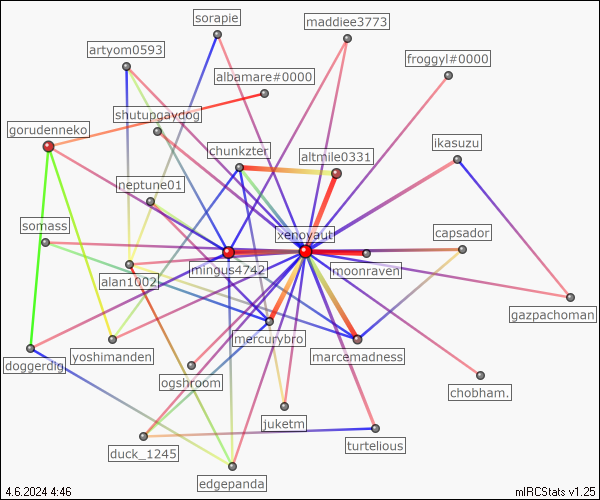 sorapie
maddiee3773
artyom0593
froggyl#0000
albamare#0000
shutupgaydog
gorudenneko
ikasuzu
chunkzter
altmile0331
neptune01
somass
xenoyaut
capsador
mingus4742
moonraven
alan1002
gazpachoman
mercurybro
yoshimanden
marcemadness
doggerdig
ogshroom
chobham.
juketm
turtelious
duck_1245
edgepanda
4.6.2024 4:46
mIRCStats v1.25